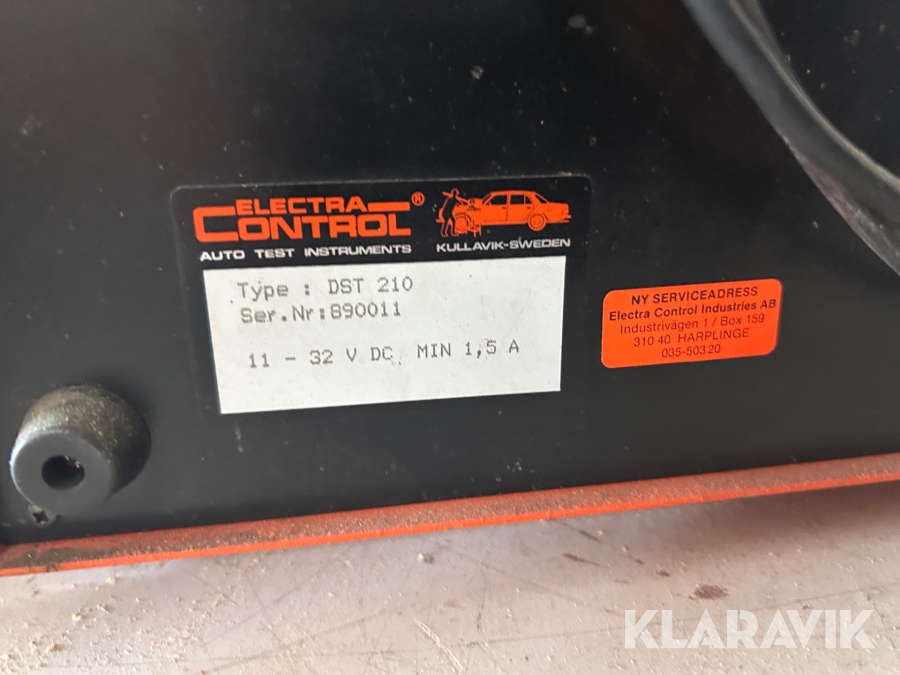 ELECTRA
CONTROL®
AUTO TEST INSTRUMENTS
KULLAVIK-SWEDEN
Type : DST 210
Ser.Nr:890011
11 - 32 V DC, MIN 1,5 A
NY SERVICEADRESS
Electra Control Industries AB
Industrivägen 1 / Box 159
310 40 HARPLINGE
035-503 20
KLARAVIK